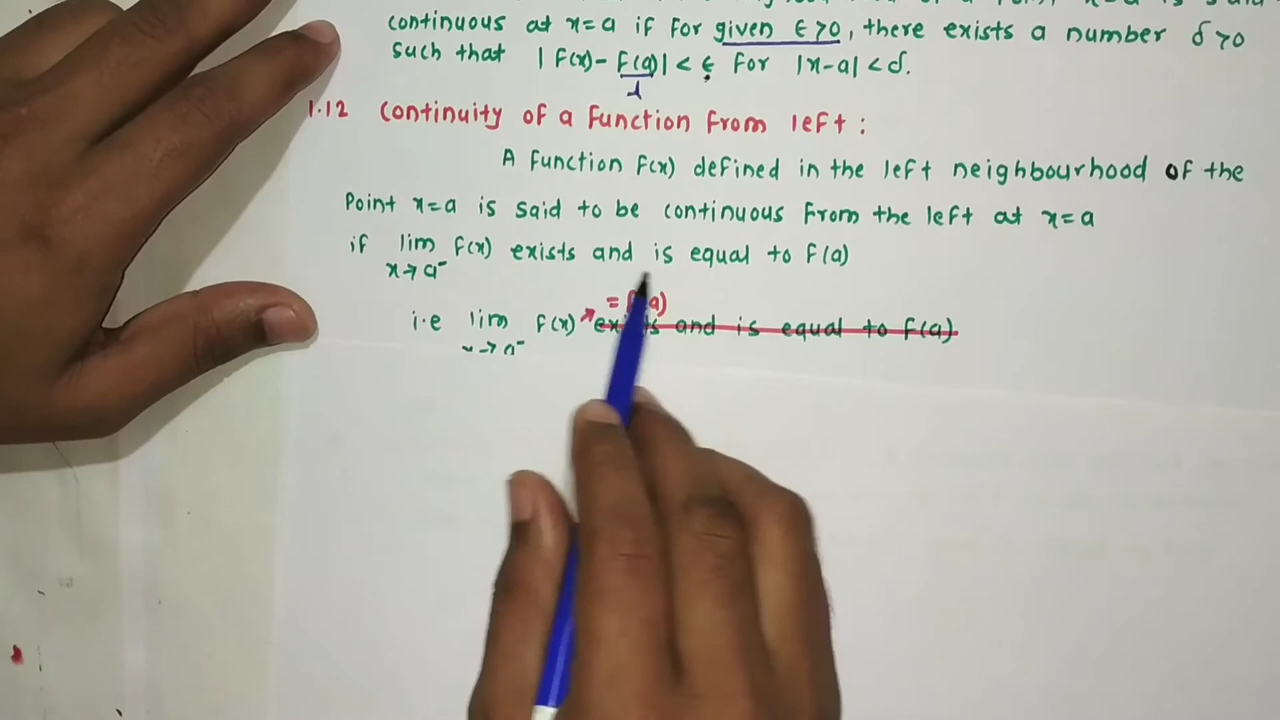 continuous at x=a if for given ϵ>0, there exists a number δ>0
such that |F(x)-F(a)|<ϵ for |x-a|<δ.
l
1.12 Continuity of a Function From left:
A Function F(x) defined in the left neighbourhood of the
Point x=a is said to be continuous from the left at x=a
if lim F(x) exists and is equal to F(a)
x→a⁻
= F(a)
i.e lim F(x) exists and is equal to F(a)
x→a⁻